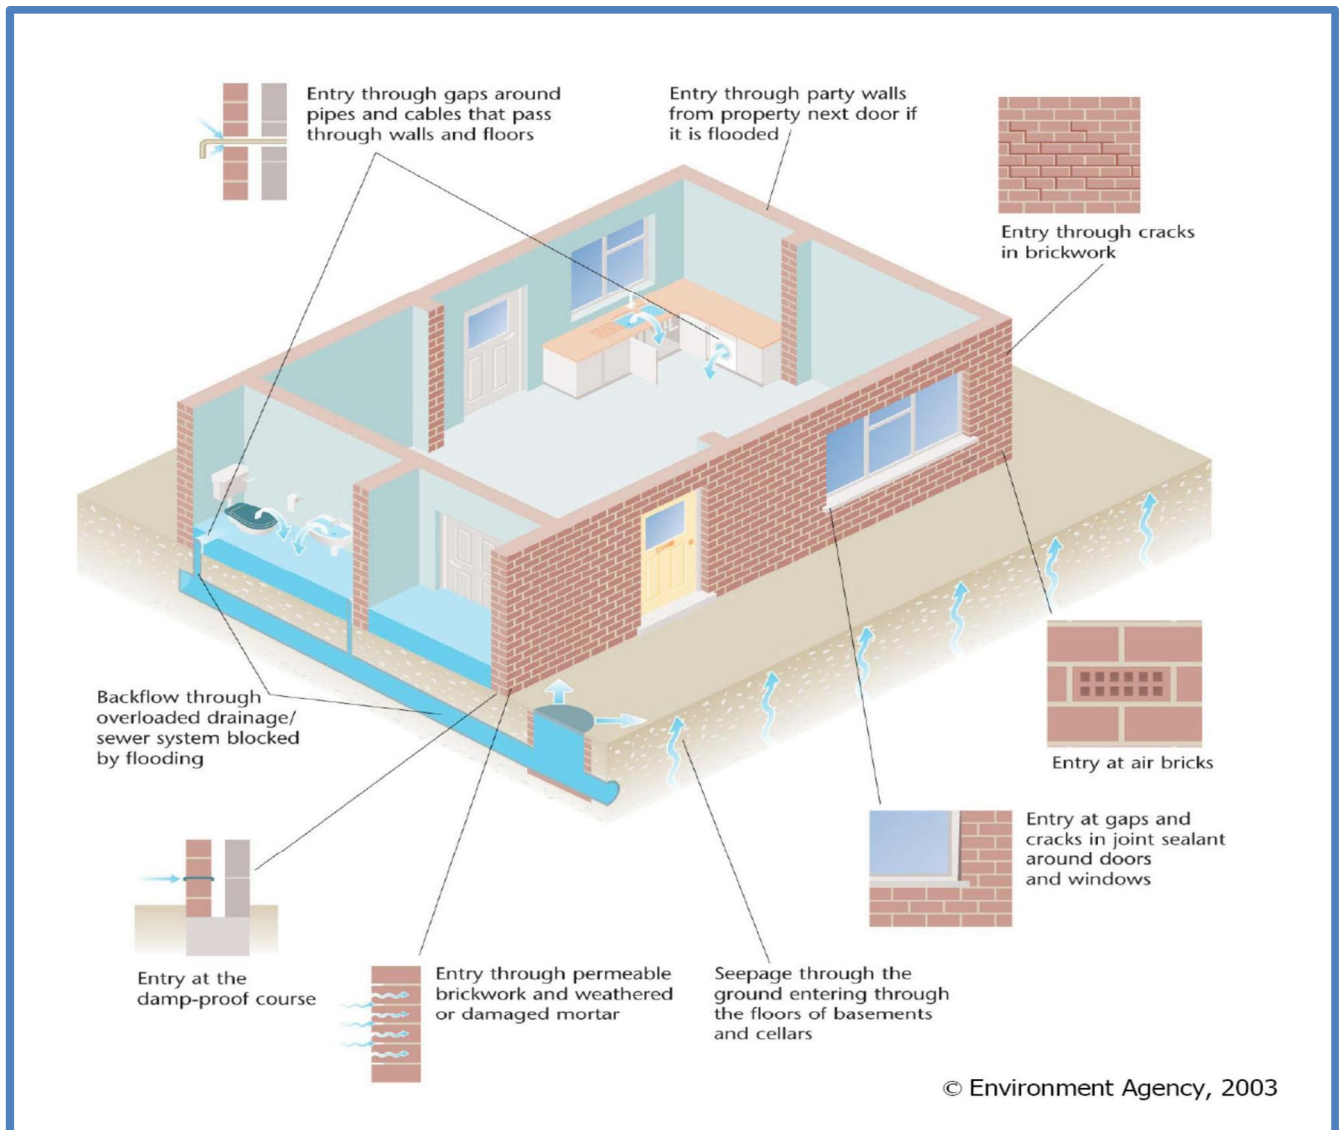 Entry through gaps around
pipes and cables that pass
through walls and floors
Entry through party walls
from property next door if
it is flooded
Entry through cracks
in brickwork
Backflow through
overloaded drainage/
sewer system blocked
by flooding
Entry at air bricks
Entry at gaps and
cracks in joint sealant
around doors
and windows
Entry at the
damp-proof course
Entry through permeable
brickwork and weathered
or damaged mortar
Seepage through the
ground entering through
the floors of basements
and cellars
© Environment Agency, 2003